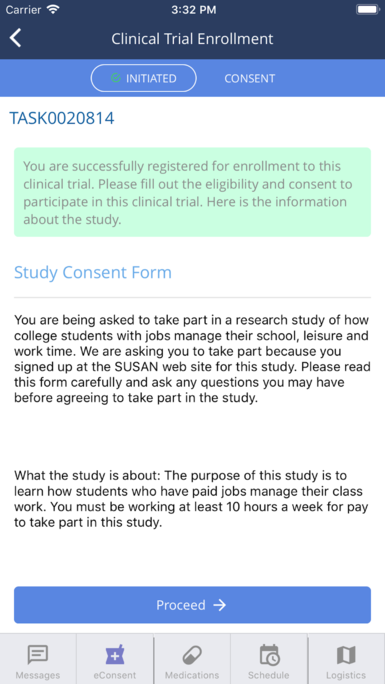 Carrier 3:32 PM
Clinical Trial Enrollment
INITIATED CONSENT
TASK0020814
You are successfully registered for enrollment to this
clinical trial. Please fill out the eligibility and consent to
participate in this clinical trial. Here is the information
about the study.
Study Consent Form
You are being asked to take part in a research study of how
college students with jobs manage their school, leisure and
work time. We are asking you to take part because you
signed up at the SUSAN web site for this study. Please read
this form carefully and ask any questions you may have
before agreeing to take part in the study.
What the study is about: The purpose of this study is to
learn how students who have paid jobs manage their class
work. You must be working at least 10 hours a week for pay
to take part in this study.
Proceed →
Messages eConsent Medications Schedule Logistics